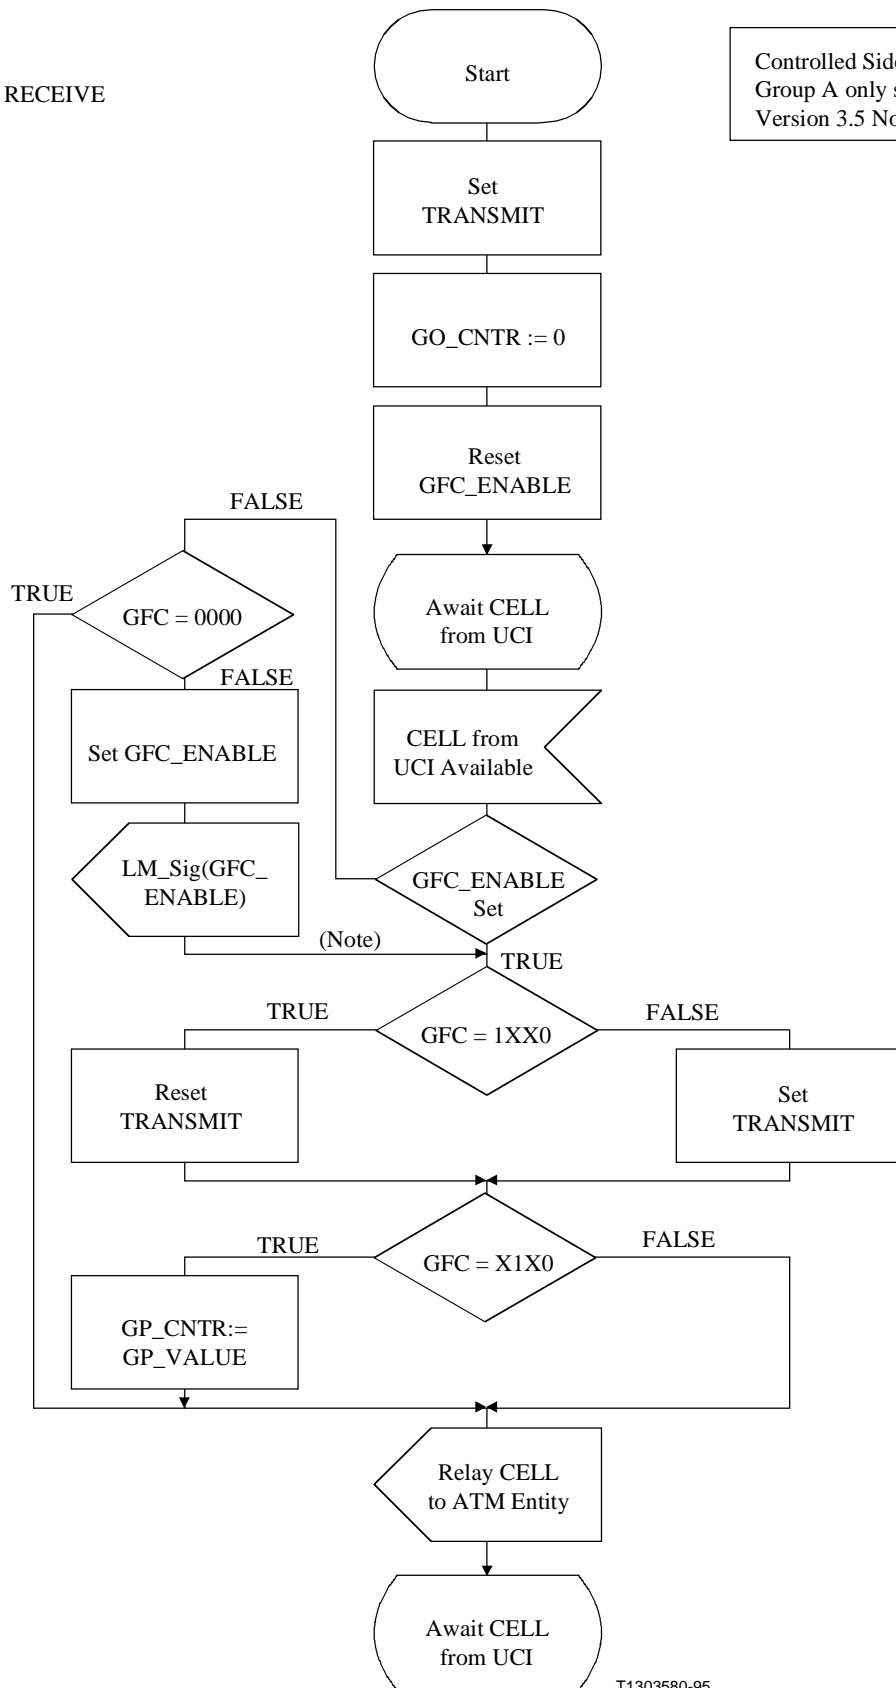 RECEIVE
Start
Controlled Side
Group A only s
Version 3.5 No
Set
TRANSMIT
GO_CNTR := 0
Reset
GFC_ENABLE
FALSE
TRUE
GFC = 0000
FALSE
Await CELL
from UCI
Set GFC_ENABLE
CELL from
UCI Available
LM_Sig(GFC_
ENABLE)
GFC_ENABLE
Set
(Note)
TRUE
TRUE
GFC = 1XX0
FALSE
Reset
TRANSMIT
Set
TRANSMIT
TRUE
GFC = X1X0
FALSE
GP_CNTR:=
GP_VALUE
Relay CELL
to ATM Entity
Await CELL
from UCI
T1303580-95